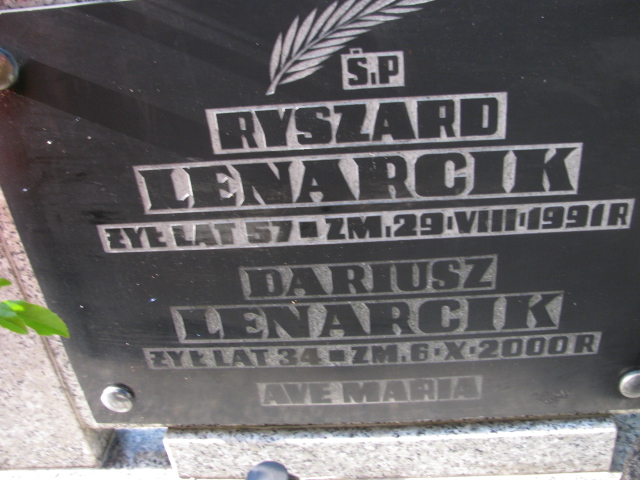 Ś.P
RYSZARD
LENARCIK
ŻYŁ LAT 57 ▪ ZM. 29·VIII·1991 R
DARIUSZ
LENARCIK
ŻYŁ LAT 34 ▪ ZM. 6·X·2000 R
AVE MARIA